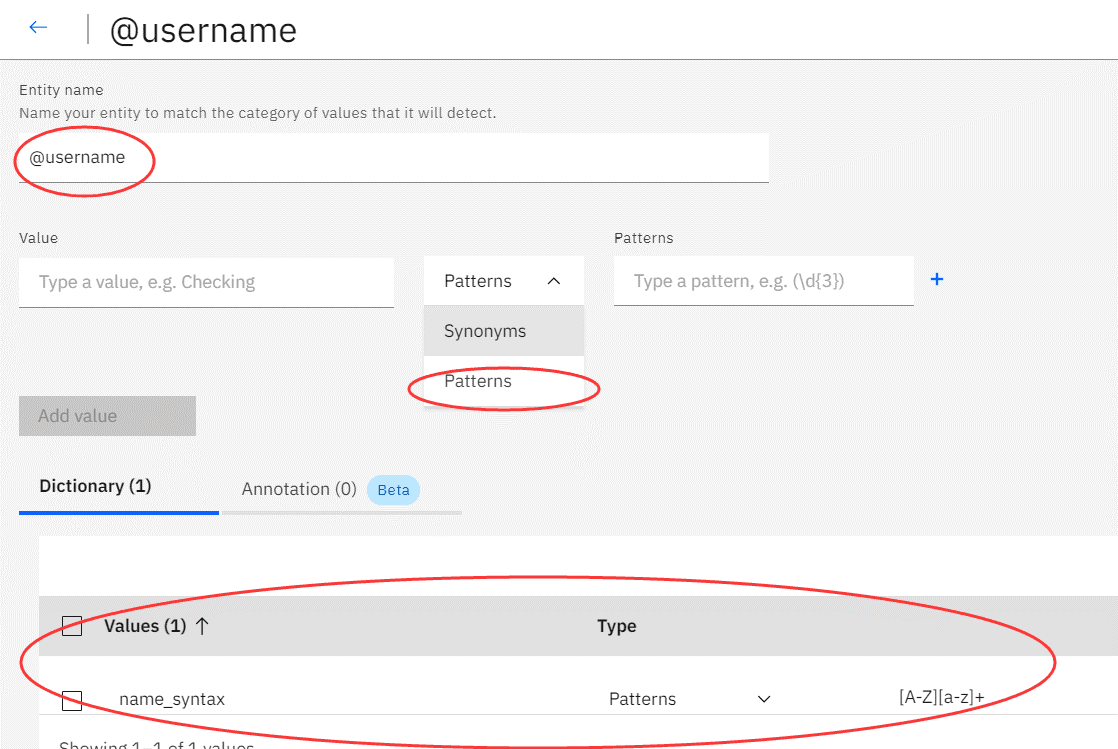 @username
Entity name
Name your entity to match the category of values that it will detect.
@username
Value
Patterns
Type a value, e.g. Checking
Patterns
Type a pattern, e.g. (\d{3})
+
Synonyms
Patterns
Add value
Dictionary (1)
Annotation (0)
Beta
Values (1)
Type
name_syntax
Patterns
[A-Z][a-z]+
Showing 1–1 of 1 values